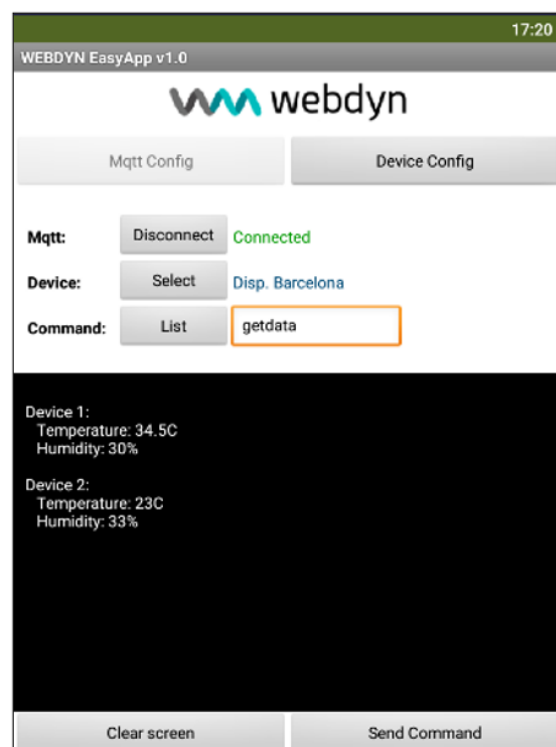 17:20
WEBDYN EasyApp v1.0
webdyn
Mqtt Config Device Config
Mqtt: Disconnect Connected
Device: Select Disp. Barcelona
Command: List getdata
Device 1:
Temperature: 34.5C
Humidity: 30%
Device 2:
Temperature: 23C
Humidity: 33%
Clear screen Send Command